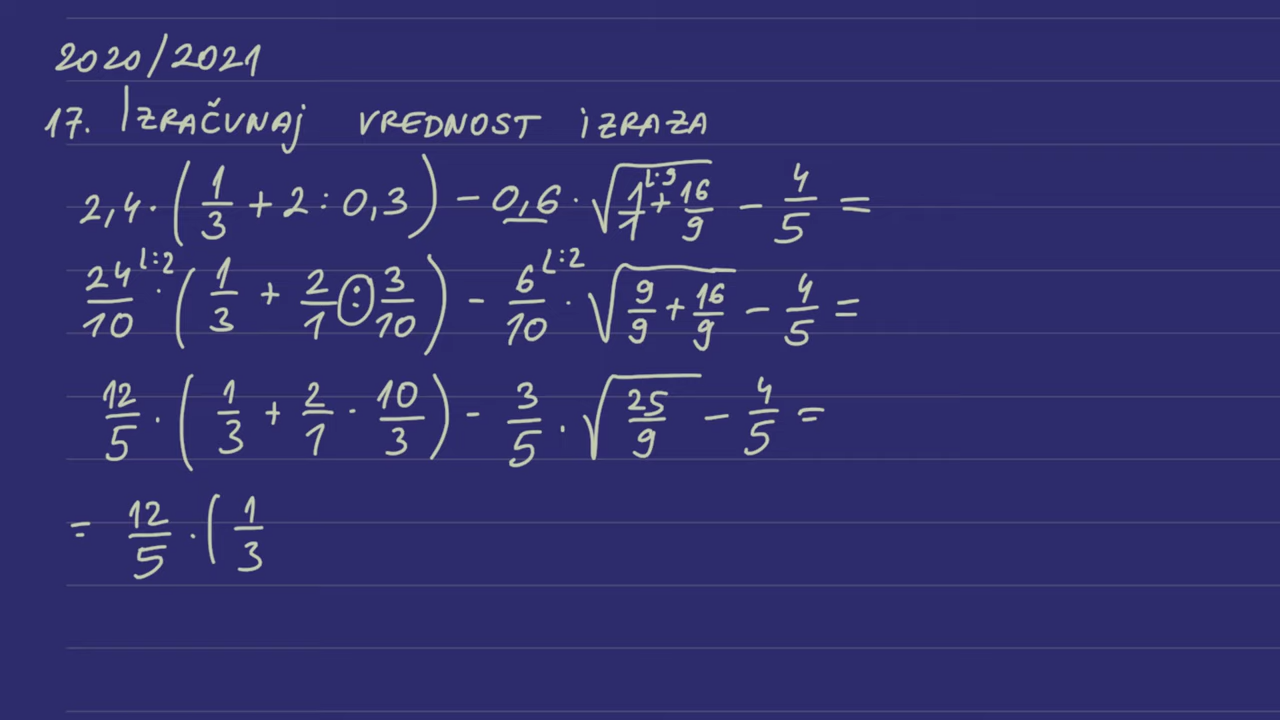 2020/2021
17. IZRAČUNAJ VREDNOST IZRAZA
2,4 · (1/3 + 2 : 0,3) - 0,6 · √(1/1 + 16/9) - 4/5 =
24/10 · (1/3 + 2/1 : 3/10) - 6/10 · √(9/9 + 16/9) - 4/5 =
12/5 · (1/3 + 2/1 · 10/3) - 3/5 · √(25/9) - 4/5 =
= 12/5 · (1/3